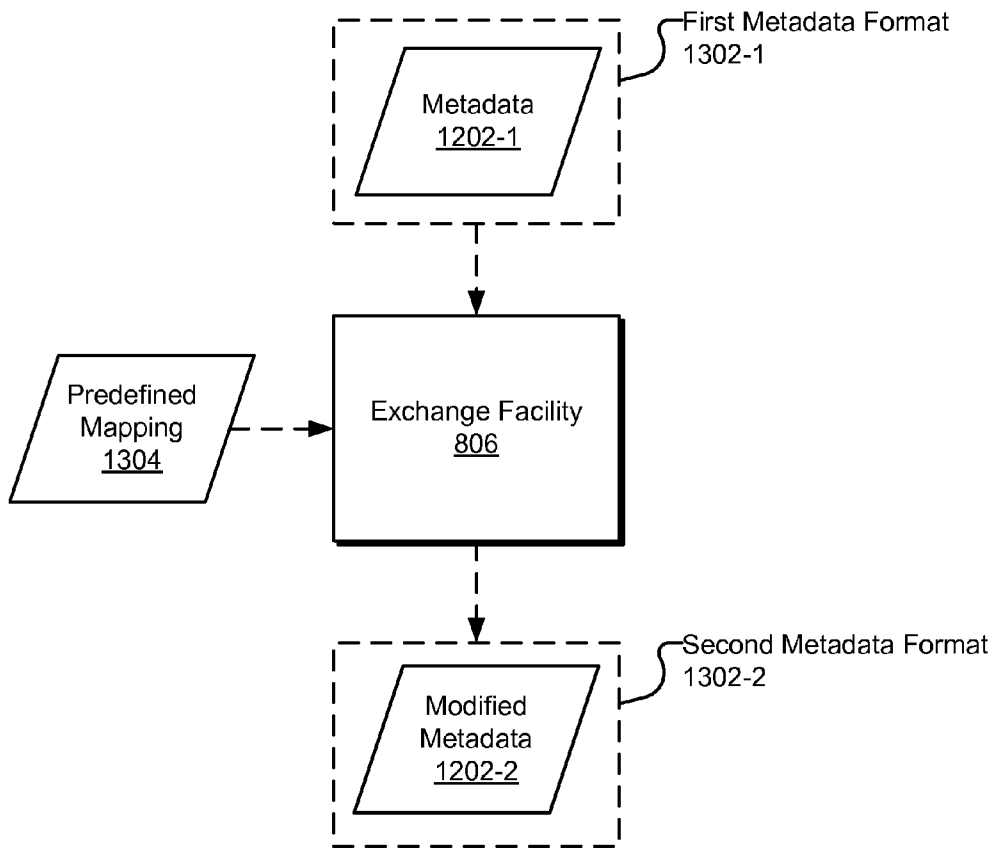 First Metadata Format
1302-1
Metadata
1202-1
Predefined
Mapping
1304
Exchange Facility
806
Second Metadata Format
1302-2
Modified
Metadata
1202-2